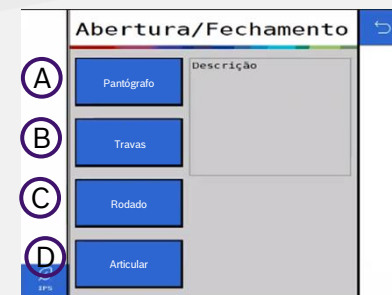 Abertura/Fechamento
A
Pantógrafo
Descrição
B
Travas
C
Rodado
D
Articular
IPS